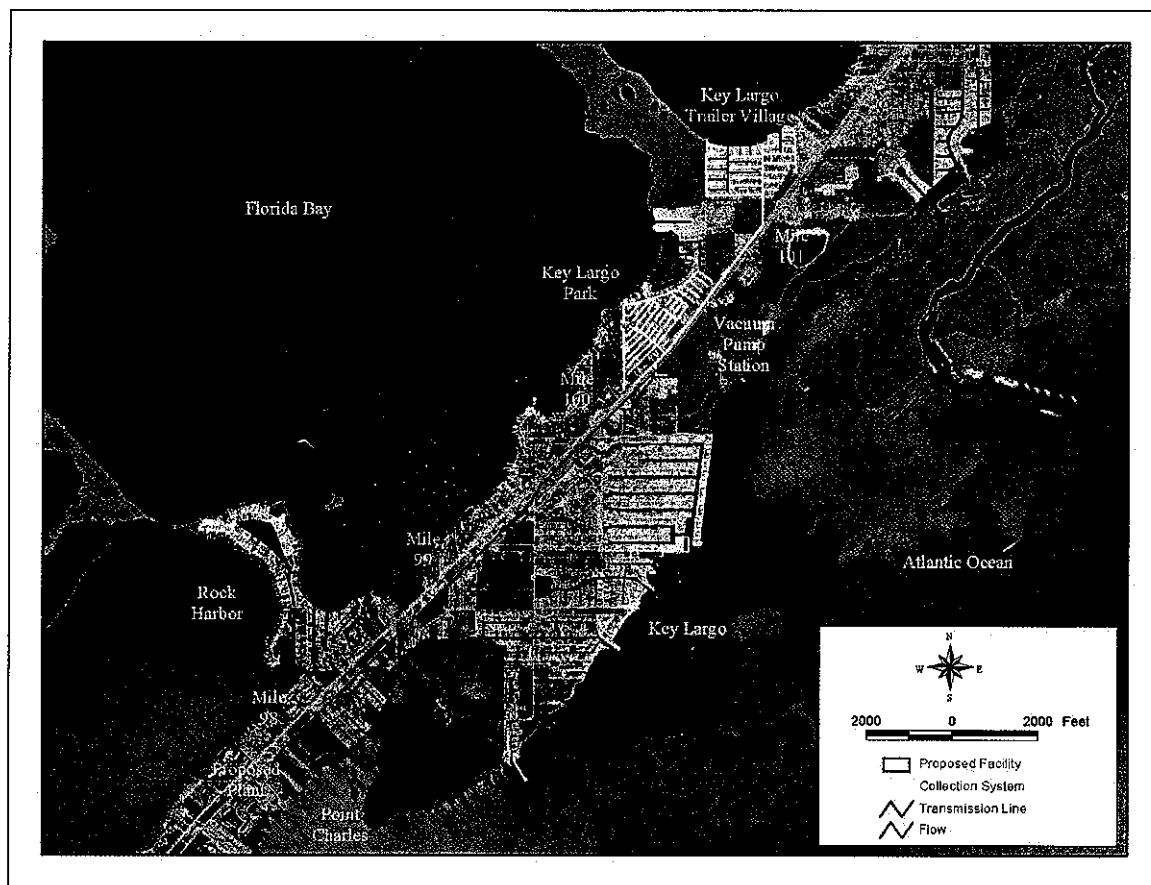 Key Largo
Trailer Village
Florida Bay
Mile
101
Key Largo
Park
Vacuum
Pump
Station
Mile
100
Mile
99
Atlantic Ocean
Rock
Harbor
Key Largo
Mile
98
Proposed
Plant
Point
Charles
N
W
E
S
2000
0
2000 Feet
Proposed Facility
Collection System
Transmission Line
Flow